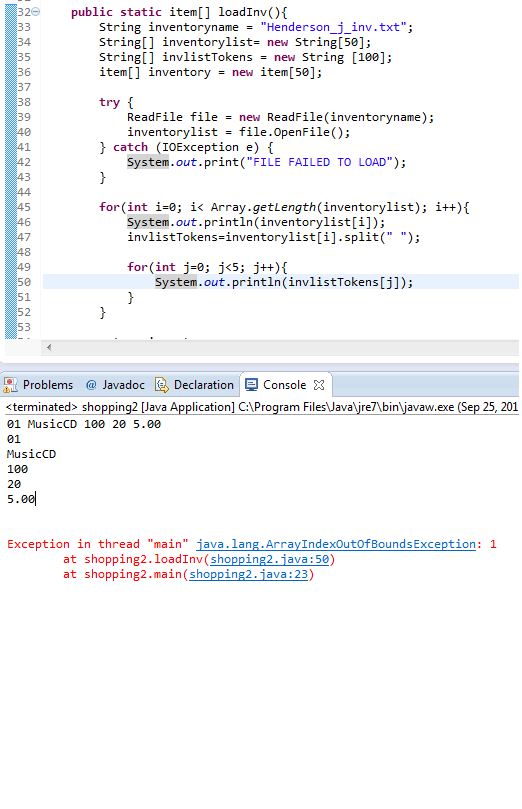 32 public static item[] loadInv(){
33 String inventoryname = "Henderson_j_inv.txt";
34 String[] inventorylist= new String[50];
35 String[] invlistTokens = new String [100];
36 item[] inventory = new item[50];
37
38 try {
39 ReadFile file = new ReadFile(inventoryname);
40 inventorylist = file.OpenFile();
41 } catch (IOException e) {
42 System.out.print("FILE FAILED TO LOAD");
43 }
44
45 for(int i=0; i< Array.getLength(inventorylist); i++){
46 System.out.println(inventorylist[i]);
47 invlistTokens=inventorylist[i].split(" ");
48
49 for(int j=0; j<5; j++){
50 System.out.println(invlistTokens[j]);
51 }
52 }
53
Problems @ Javadoc Declaration Console
<terminated> shopping2 [Java Application] C:\Program Files\Java\jre7\bin\javaw.exe (Sep 25, 201
01 MusicCD 100 20 5.00
01
MusicCD
100
20
5.00
Exception in thread "main" java.lang.ArrayIndexOutOfBoundsException: 1
at shopping2.loadInv(shopping2.java:50)
at shopping2.main(shopping2.java:23)